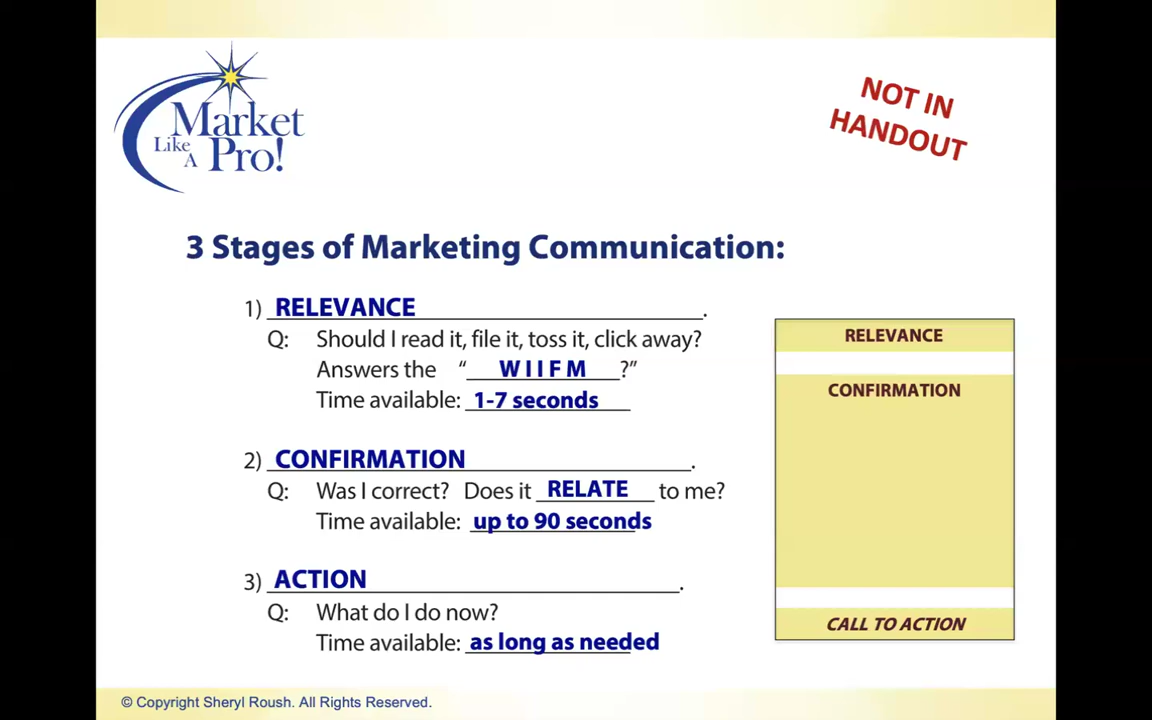 Market
Like A Pro!
NOT IN
HANDOUT
3 Stages of Marketing Communication:
1) RELEVANCE.
Q: Should I read it, file it, toss it, click away?
Answers the “W I I F M?”
Time available: 1-7 seconds
2) CONFIRMATION.
Q: Was I correct? Does it RELATE to me?
Time available: up to 90 seconds
3) ACTION.
Q: What do I do now?
Time available: as long as needed
RELEVANCE
CONFIRMATION
CALL TO ACTION
© Copyright Sheryl Roush. All Rights Reserved.